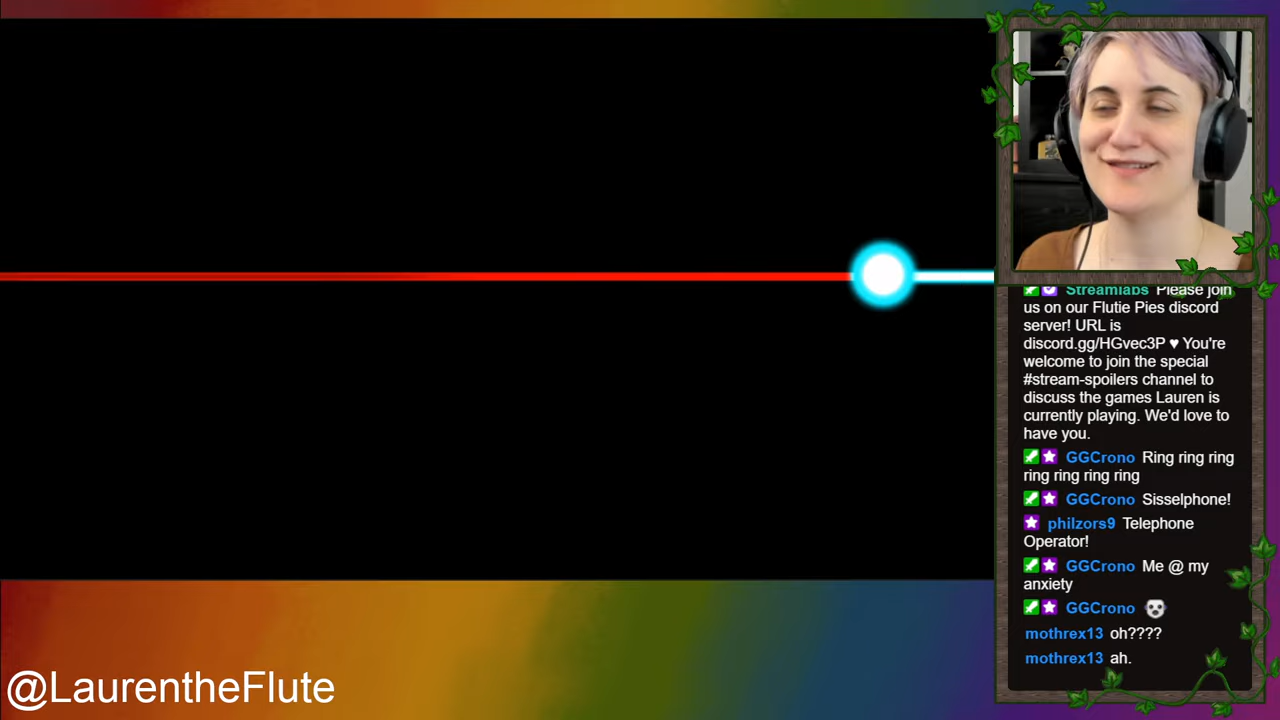 Streamlabs Please join
us on our Flutie Pies discord
server! URL is
discord.gg/HGvec3P ♥ You're
welcome to join the special
#stream-spoilers channel to
discuss the games Lauren is
currently playing. We'd love to
have you.
GGCrono Ring ring ring
ring ring ring ring
GGCrono Sisselphone!
philzors9 Telephone
Operator!
GGCrono Me @ my
anxiety
GGCrono
mothrex13 oh????
mothrex13 ah.
@LaurentheFlute